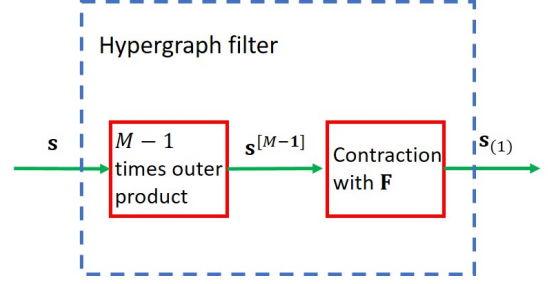 Hypergraph filter
s
M − 1
times outer
product
s^[M−1]
Contraction
with F
s_(1)